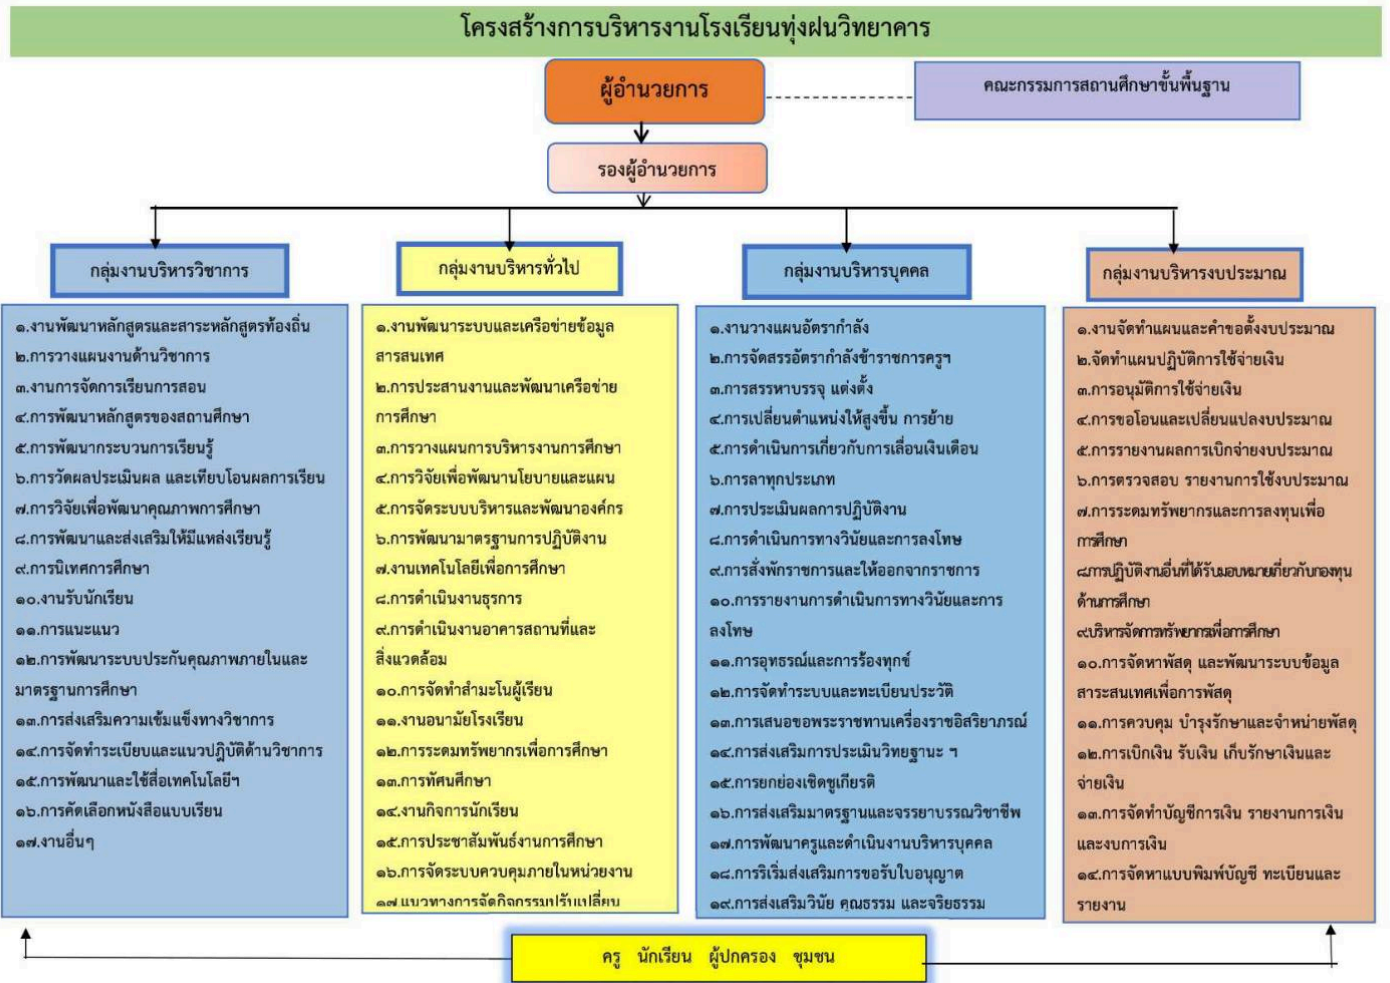 โครงสร้างการบริหารงานโรงเรียนทุ่งฝนวิทยาคาร
ผู้อำนวยการ
คณะกรรมการสถานศึกษาขั้นพื้นฐาน
รองผู้อำนวยการ
กลุ่มงานบริหารวิชาการ
๑.งานพัฒนาหลักสูตรและสาระหลักสูตรท้องถิ่น
๒.การวางแผนงานด้านวิชาการ
๓.งานการจัดการเรียนการสอน
๔.การพัฒนาหลักสูตรของสถานศึกษา
๕.การพัฒนากระบวนการเรียนรู้
๖.การวัดผลประเมินผล และเทียบโอนผลการเรียน
๗.การวิจัยเพื่อพัฒนาคุณภาพการศึกษา
๘.การพัฒนาและส่งเสริมให้มีแหล่งเรียนรู้
๙.การนิเทศการศึกษา
๑๐.งานรับนักเรียน
๑๑.การแนะแนว
๑๒.การพัฒนาระบบประกันคุณภาพภายในและ
มาตรฐานการศึกษา
๑๓.การส่งเสริมความเข้มแข็งทางวิชาการ
๑๔.การจัดทำระเบียบและแนวปฏิบัติด้านวิชาการ
๑๕.การพัฒนาและใช้สื่อเทคโนโลยีฯ
๑๖.การคัดเลือกหนังสือแบบเรียน
๑๗.งานอื่นๆ
กลุ่มงานบริหารทั่วไป
๑.งานพัฒนาระบบและเครือข่ายข้อมูล
สารสนเทศ
๒.การประสานงานและพัฒนาเครือข่าย
การศึกษา
๓.การวางแผนการบริหารงานการศึกษา
๔.การวิจัยเพื่อพัฒนานโยบายและแผน
๕.การจัดระบบบริหารและพัฒนาองค์กร
๖.การพัฒนามาตรฐานการปฏิบัติงาน
๗.งานเทคโนโลยีเพื่อการศึกษา
๘.การดำเนินงานธุรการ
๙.การดำเนินงานอาคารสถานที่และ
สิ่งแวดล้อม
๑๐.การจัดทำสำมะโนผู้เรียน
๑๑.งานอนามัยโรงเรียน
๑๒.การระดมทรัพยากรเพื่อการศึกษา
๑๓.การทัศนศึกษา
๑๔.งานกิจการนักเรียน
๑๕.การประชาสัมพันธ์งานการศึกษา
๑๖.การจัดระบบควบคุมภายในหน่วยงาน
๑๗.แนวทางการจัดกิจกรรมปรับเปลี่ยน
กลุ่มงานบริหารบุคคล
๑.งานวางแผนอัตรากำลัง
๒.การจัดสรรอัตรากำลังข้าราชการครูฯ
๓.การสรรหาบรรจุ แต่งตั้ง
๔.การเปลี่ยนตำแหน่งให้สูงขึ้น การย้าย
๕.การดำเนินการเกี่ยวกับการเลื่อนเงินเดือน
๖.การลาทุกประเภท
๗.การประเมินผลการปฏิบัติงาน
๘.การดำเนินการทางวินัยและการลงโทษ
๙.การสั่งพักราชการและให้ออกจากราชการ
๑๐.การรายงานการดำเนินการทางวินัยและการ
ลงโทษ
๑๑.การอุทธรณ์และการร้องทุกข์
๑๒.การจัดทำระบบและทะเบียนประวัติ
๑๓.การเสนอขอพระราชทานเครื่องราชอิสริยาภรณ์
๑๔.การส่งเสริมการประเมินวิทยฐานะ ฯ
๑๕.การยกย่องเชิดชูเกียรติ
๑๖.การส่งเสริมมาตรฐานและจรรยาบรรณวิชาชีพ
๑๗.การพัฒนาครูและดำเนินงานบริหารบุคคล
๑๘.การริเริ่มส่งเสริมการขอรับใบอนุญาต
๑๙.การส่งเสริมวินัย คุณธรรม และจริยธรรม
กลุ่มงานบริหารงบประมาณ
๑.งานจัดทำแผนและคำขอตั้งงบประมาณ
๒.จัดทำแผนปฏิบัติการใช้จ่ายเงิน
๓.การอนุมัติการใช้จ่ายเงิน
๔.การขอโอนและเปลี่ยนแปลงบประมาณ
๕.การรายงานผลการเบิกจ่ายงบประมาณ
๖.การตรวจสอบ รายงานการใช้งบประมาณ
๗.การระดมทรัพยากรและการลงทุนเพื่อ
การศึกษา
๘.การปฏิบัติงานอื่นที่ได้รับมอบหมายเกี่ยวกับกองทุน
ด้านการศึกษา
๙.บริหารจัดการทรัพยากรเพื่อการศึกษา
๑๐.การจัดหาพัสดุ และพัฒนาระบบข้อมูล
สาระสนเทศเพื่อการพัสดุ
๑๑.การควบคุม บำรุงรักษาและจำหน่ายพัสดุ
๑๒.การเบิกเงิน รับเงิน เก็บรักษาเงินและ
จ่ายเงิน
๑๓.การจัดทำบัญชีการเงิน รายงานการเงิน
และงบการเงิน
๑๔.การจัดหาแบบพิมพ์บัญชี ทะเบียนและ
รายงาน
ครู นักเรียน ผู้ปกครอง ชุมชน